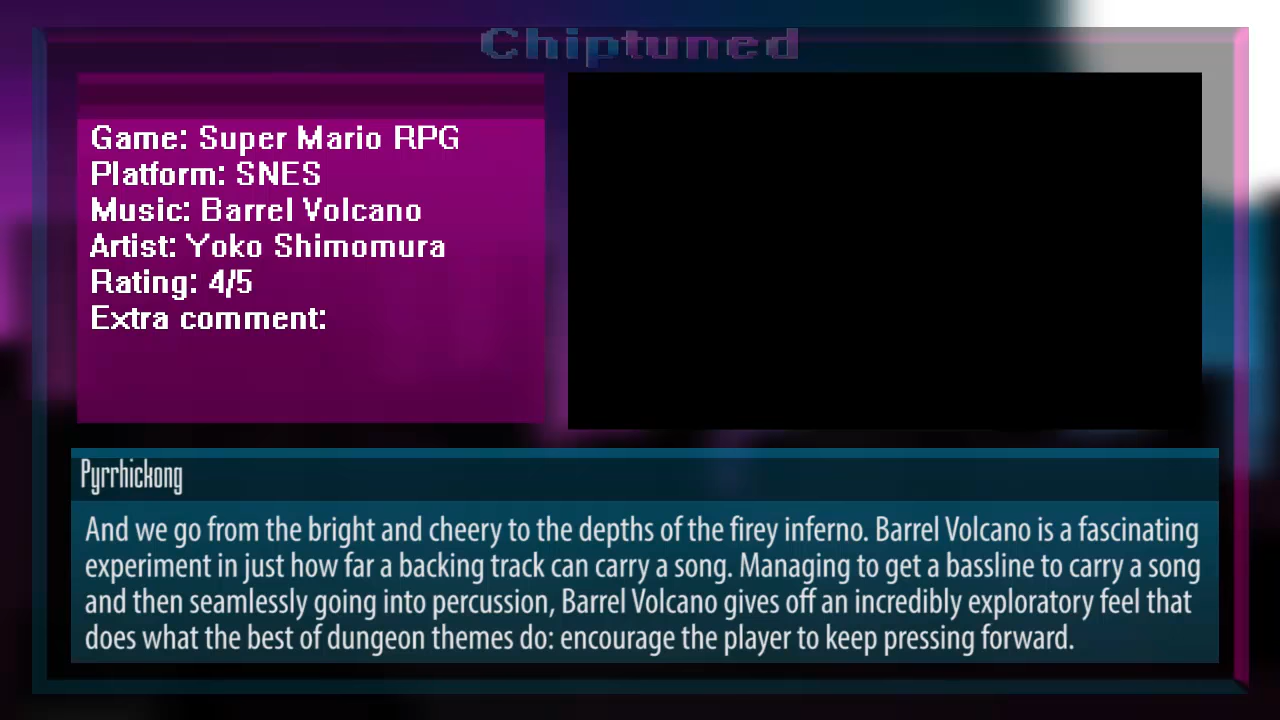 Chiptuned
Game: Super Mario RPG
Platform: SNES
Music: Barrel Volcano
Artist: Yoko Shimomura
Rating: 4/5
Extra comment:
Pyrrhickong
And we go from the bright and cheery to the depths of the firey inferno. Barrel Volcano is a fascinating
experiment in just how far a backing track can carry a song. Managing to get a bassline to carry a song
and then seamlessly going into percussion, Barrel Volcano gives off an incredibly exploratory feel that
does what the best of dungeon themes do: encourage the player to keep pressing forward.